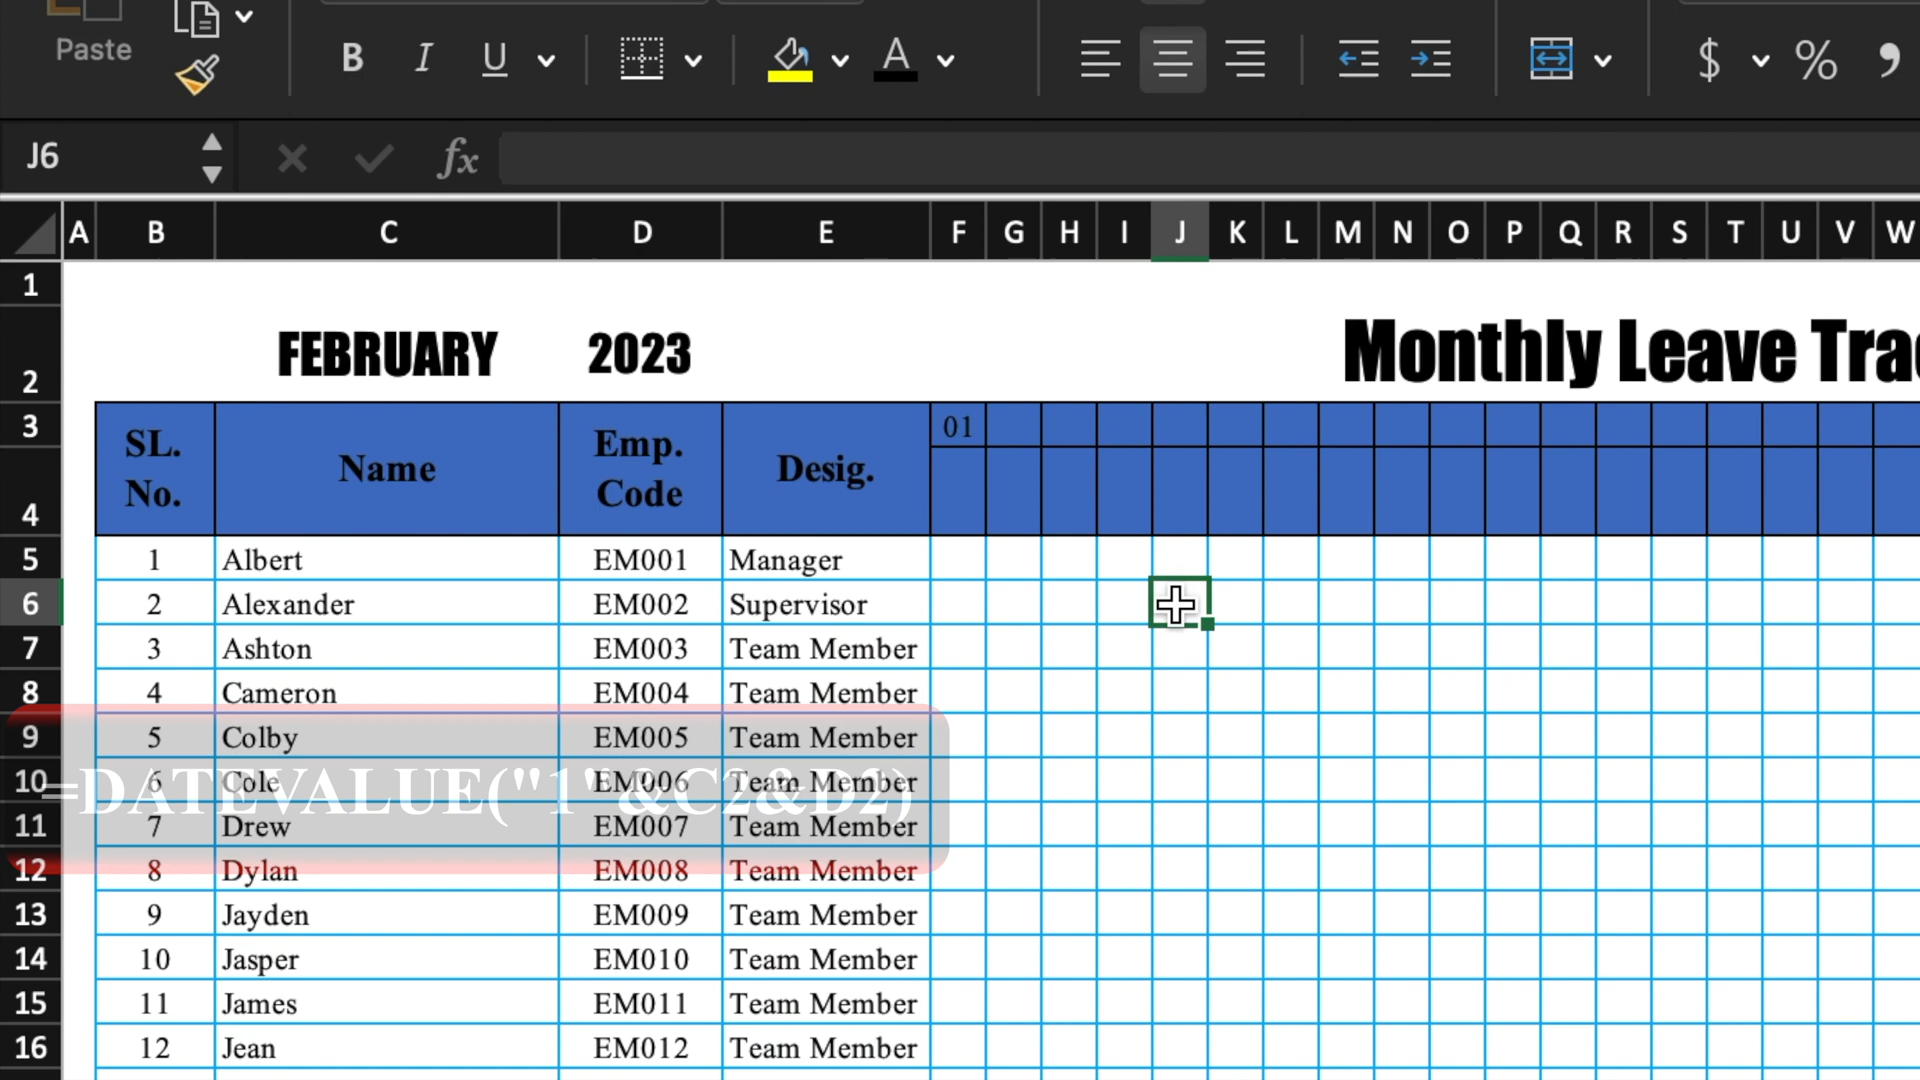 Paste
B I U A $ % ,
J6 fx
A B C D E F G H I J K L M N O P Q R S T U V W
1
2 FEBRUARY 2023 Monthly Leave Trac
3 SL. No. Name Emp. Code Desig. 01
4
5 1 Albert EM001 Manager
6 2 Alexander EM002 Supervisor
7 3 Ashton EM003 Team Member
8 4 Cameron EM004 Team Member
9 5 Colby EM005 Team Member
10 6 Cole EM006 Team Member
=DATEVALUE("1"&C2&D2)
11 7 Drew EM007 Team Member
12 8 Dylan EM008 Team Member
13 9 Jayden EM009 Team Member
14 10 Jasper EM010 Team Member
15 11 James EM011 Team Member
16 12 Jean EM012 Team Member